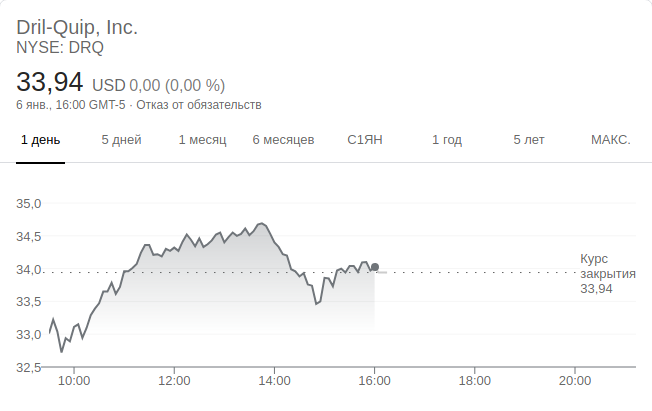 Dril-Quip, Inc.
NYSE: DRQ
33,94 USD 0,00 (0,00 %)
6 янв., 16:00 GMT-5 · Отказ от обязательств
1 день 5 дней 1 месяц 6 месяцев С1ЯН 1 год 5 лет МАКС.
35,0
34,5
34,0
33,5
33,0
32,5
Курс
закрытия
33,94
10:00 12:00 14:00 16:00 18:00 20:00